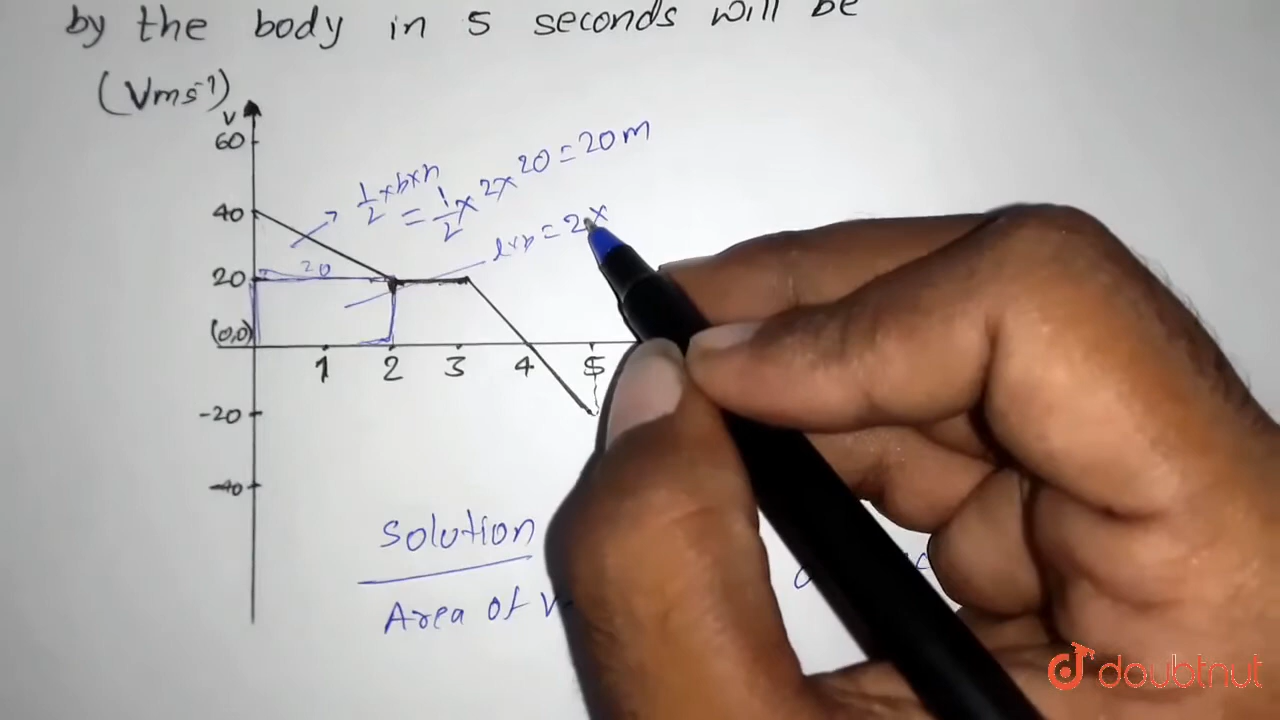 by the body in 5 seconds will be
(Vms⁻¹)
v
60
40
20
(0,0)
-20
-40
1 2 3 4 5
20
1/2 ×b×h
= 1/2 × 2× 20 = 20m
l×b = 2×
Solution
Area of v-
doubtnut